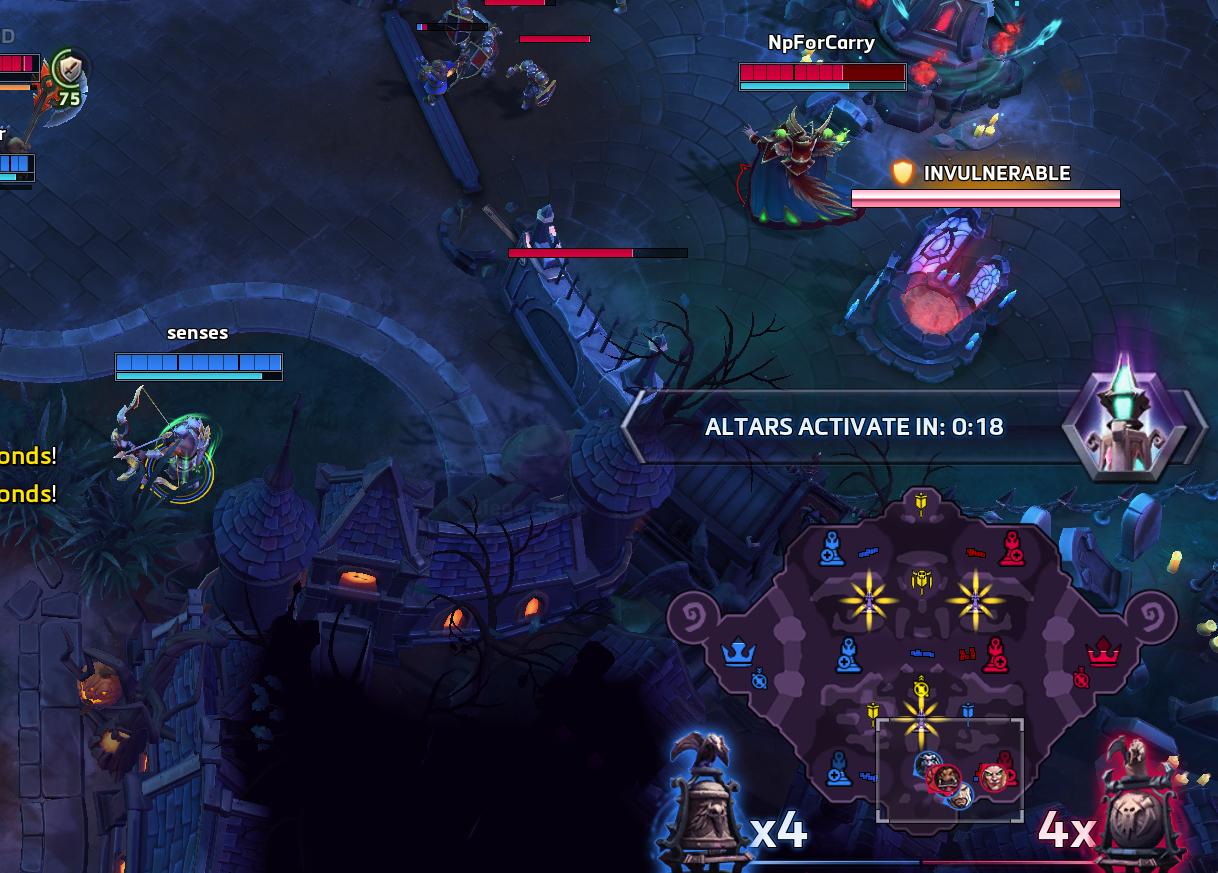 D
NpForCarry
75
r
INVULNERABLE
senses
ALTARS ACTIVATE IN: 0:18
onds!
onds!
x4
4x